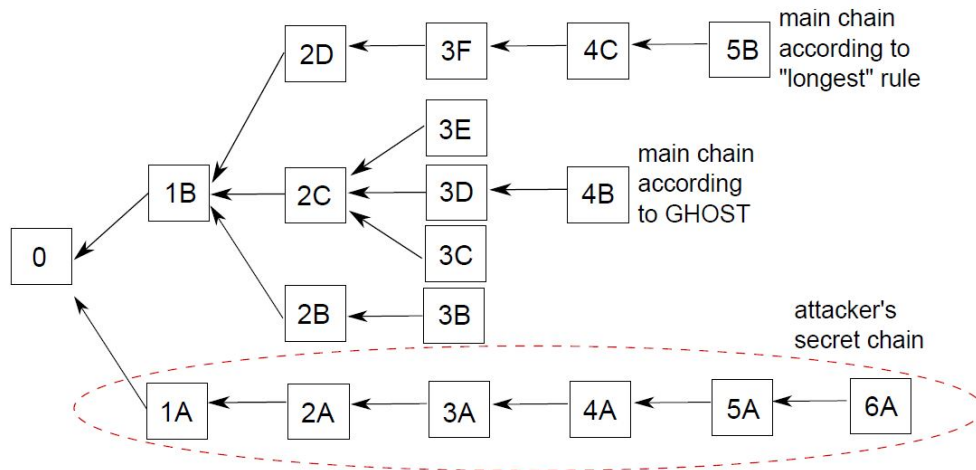 2D
3F
4C
5B
main chain
according to
"longest" rule
3E
1B
2C
3D
4B
main chain
according
to GHOST
0
3C
2B
3B
attacker's
secret chain
1A
2A
3A
4A
5A
6A